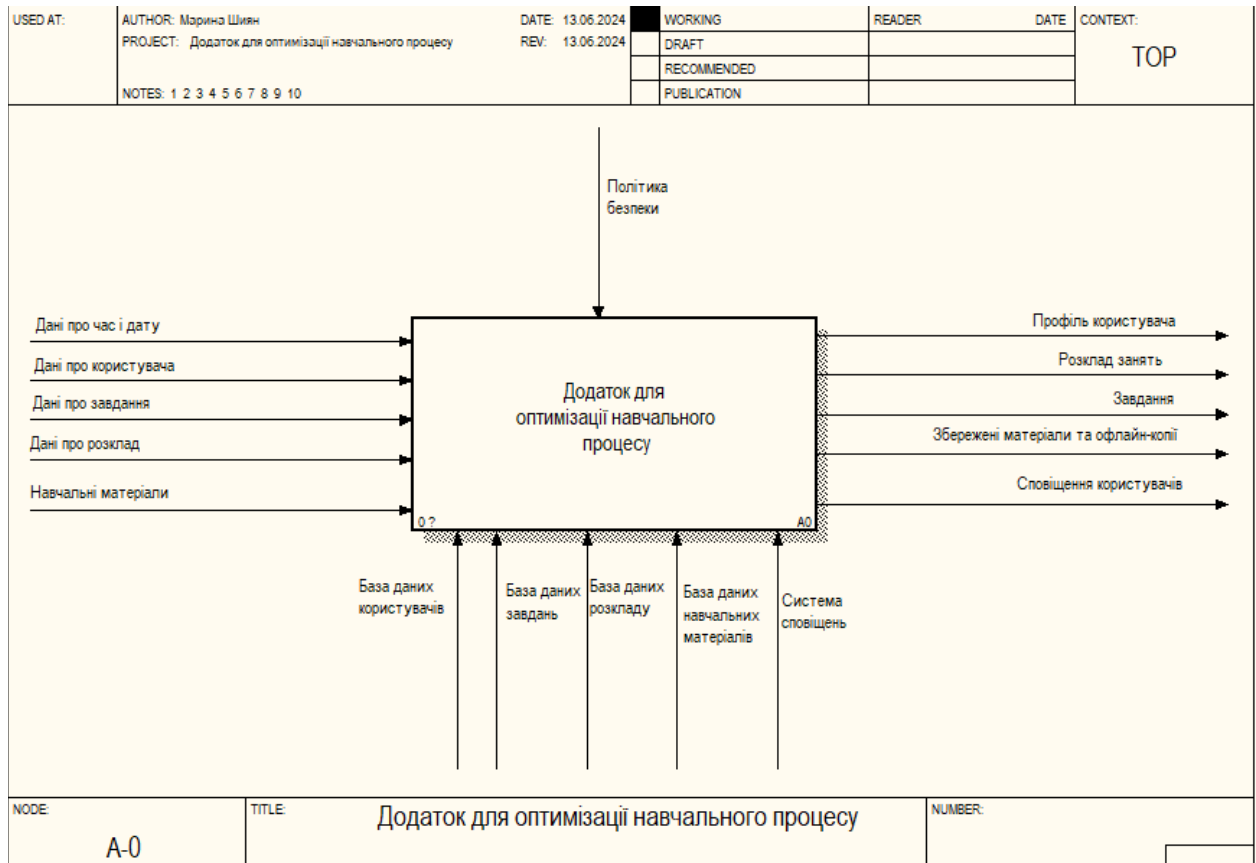 USED AT:
AUTHOR: Марина Шиян
DATE: 13.06.2024
WORKING
READER
DATE
CONTEXT:
PROJECT: Додаток для оптимізації навчального процесу
REV: 13.06.2024
DRAFT
TOP
RECOMMENDED
NOTES: 1 2 3 4 5 6 7 8 9 10
PUBLICATION
Політика
безпеки
Дані про час і дату
Дані про користувача
Дані про завдання
Дані про розклад
Навчальні матеріали
Додаток для
оптимізації навчального
процесу
0 ?
A0
Профіль користувача
Розклад занять
Завдання
Збережені матеріали та офлайн-копії
Сповіщення користувачів
База даних
користувачів
База даних
завдань
База даних
розкладу
База даних
навчальних
матеріалів
Система
сповіщень
NODE:
A-0
TITLE:
Додаток для оптимізації навчального процесу
NUMBER: